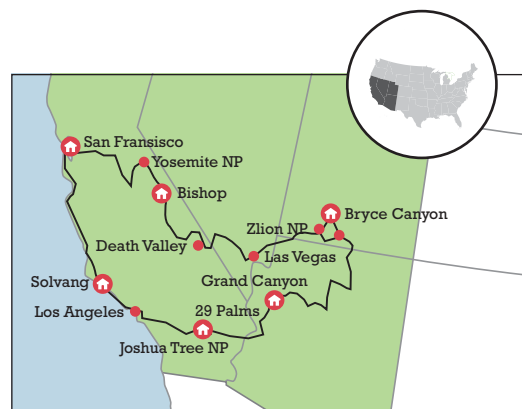 San Fransisco
Yosemite NP
Bishop
Bryce Canyon
Zlion NP
Death Valley
Las Vegas
Grand Canyon
Solvang
Los Angeles
29 Palms
Joshua Tree NP